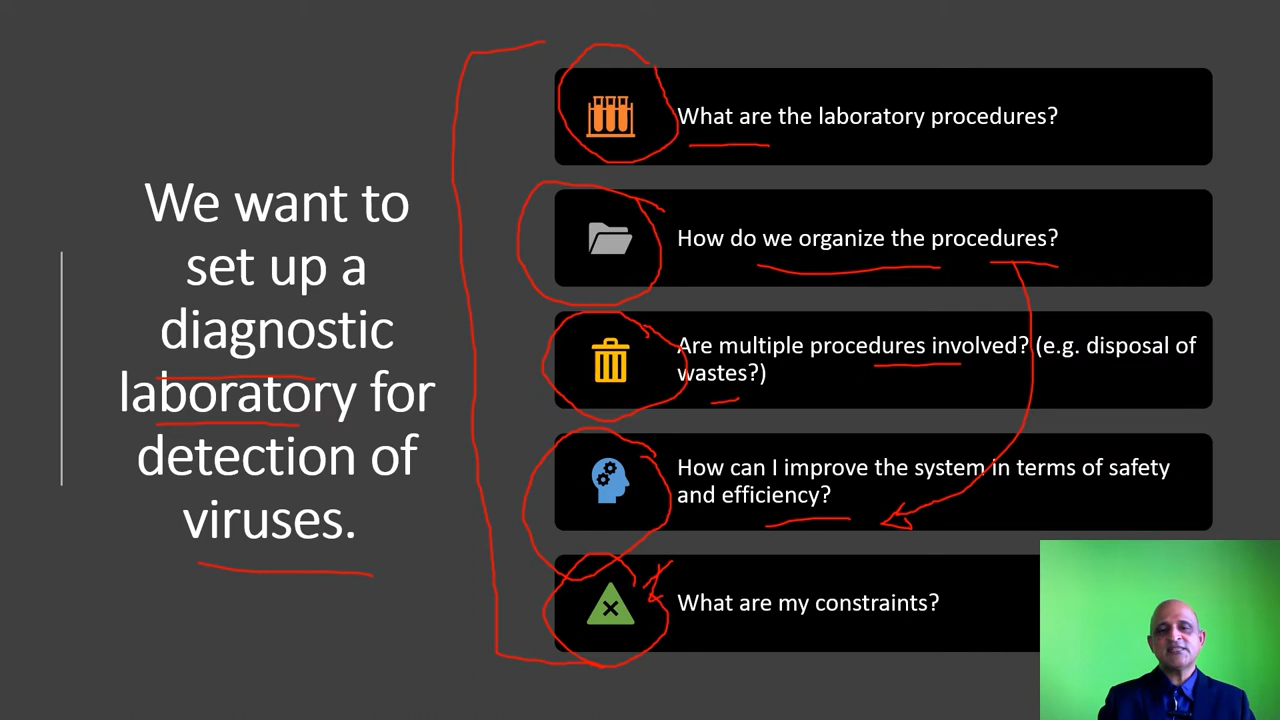 We want to
set up a
diagnostic
laboratory for
detection of
viruses.
What are the laboratory procedures?
How do we organize the procedures?
Are multiple procedures involved? (e.g. disposal of
wastes?)
How can I improve the system in terms of safety
and efficiency?
What are my constraints?